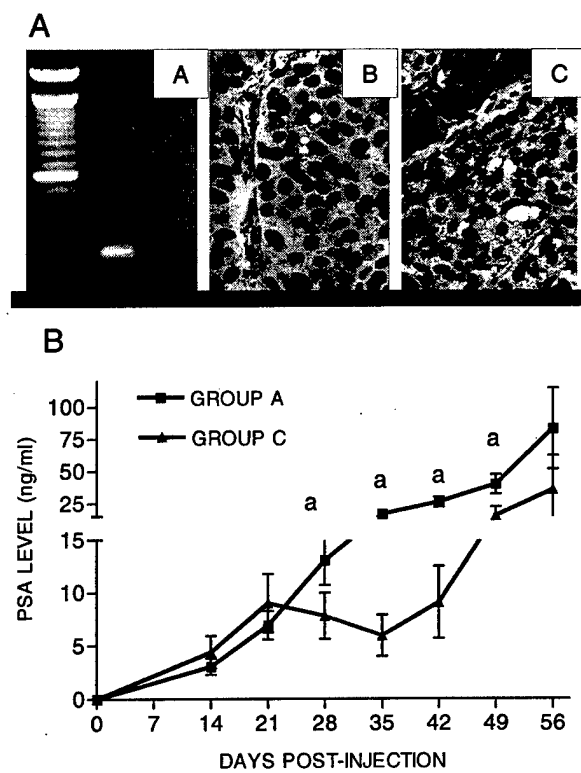 A
A B C
B
GROUP A
GROUP C
100
75
50
25
15
10
5
0
PSA LEVEL (ng/ml)
a a a a
0 7 14 21 28 35 42 49 56
DAYS POST-INJECTION